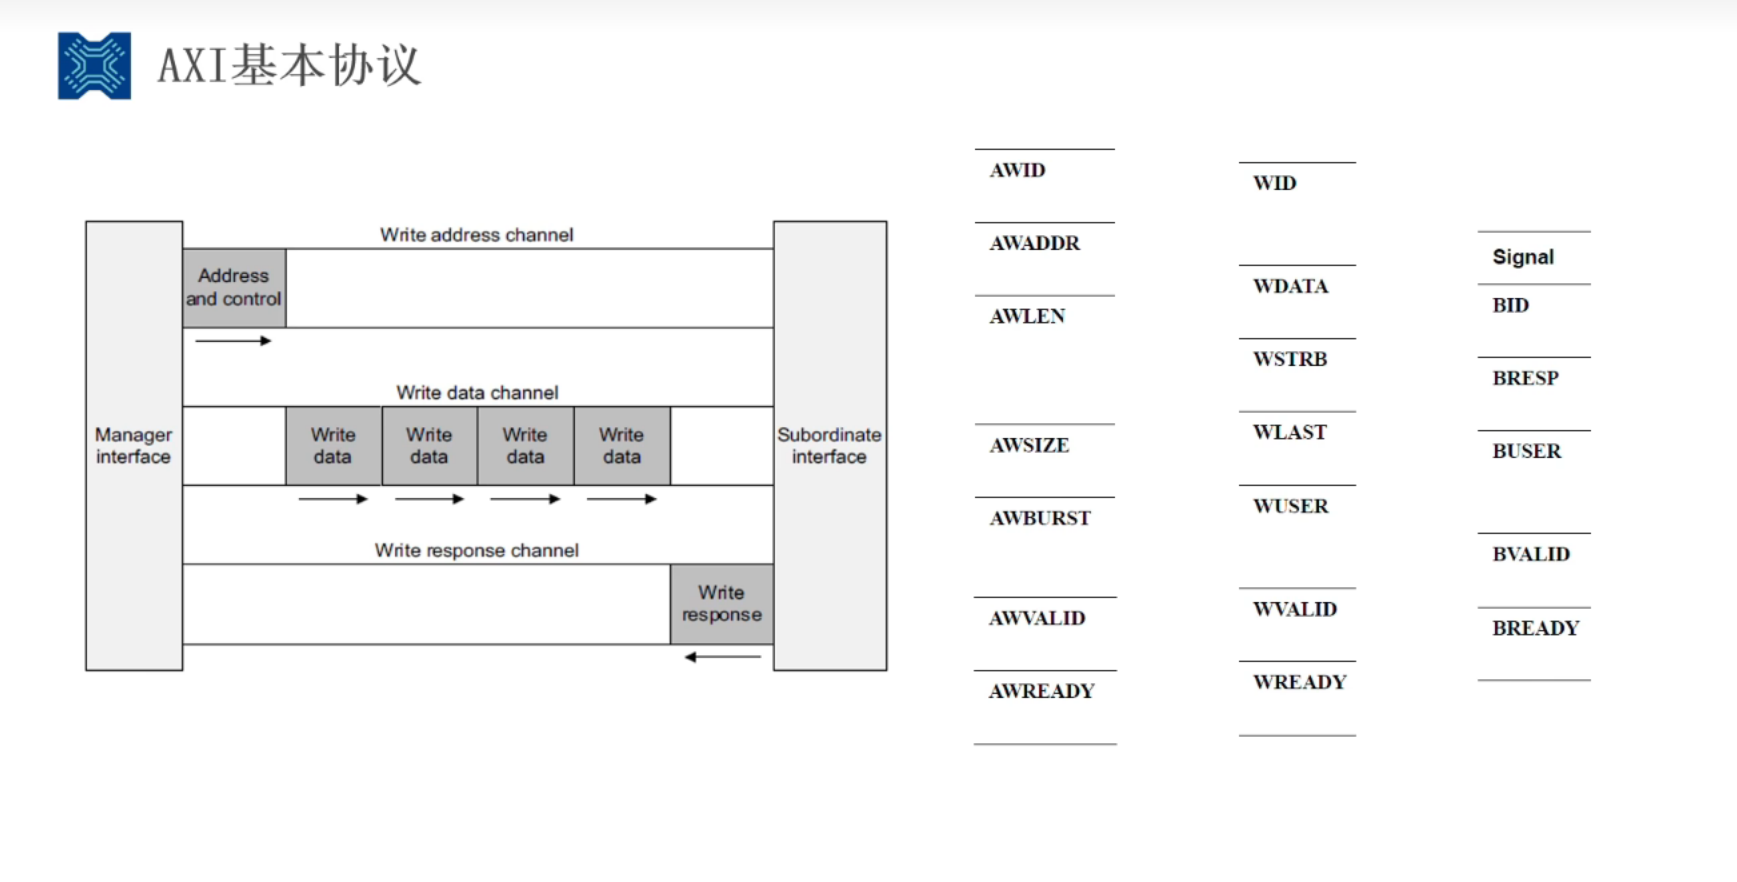 AXI基本协议
Write address channel
Address
and control
Write data channel
Manager
interface
Write
data
Write
data
Write
data
Write
data
Subordinate
interface
Write response channel
Write
response
AWID
AWADDR
AWLEN
AWSIZE
AWBURST
AWVALID
AWREADY
WID
WDATA
WSTRB
WLAST
WUSER
WVALID
WREADY
Signal
BID
BRESP
BUSER
BVALID
BREADY